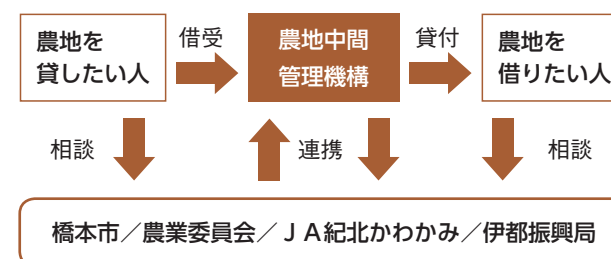 農地を
貸したい人
借受
農地中間
管理機構
貸付
農地を
借りたい人
相談
連携
相談
橋本市／農業委員会／ＪＡ紀北かわかみ／伊都振興局